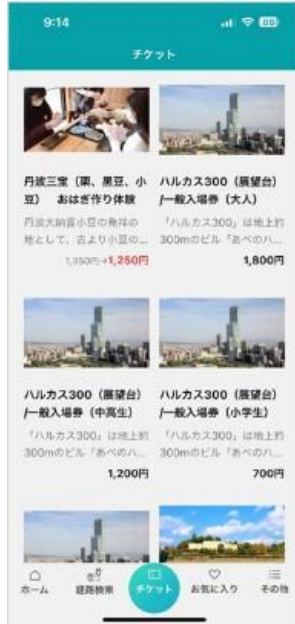 9:14
チケット
丹波三宝（栗、黒豆、小
豆） おはぎ作り体験
丹波大納言小豆の発祥の
地として、古より小豆の...
1,350円→1,250円
ハルカス300（展望台）
/一般入場券（大人）
「ハルカス300」は地上約
300mのビル「あべのハ...
1,800円
ハルカス300（展望台）
/一般入場券（中高生）
「ハルカス300」は地上約
300mのビル「あべのハ...
1,200円
ハルカス300（展望台）
/一般入場券（小学生）
「ハルカス300」は地上約
300mのビル「あべのハ...
700円
ホーム
経路検索
チケット
お気に入り
その他